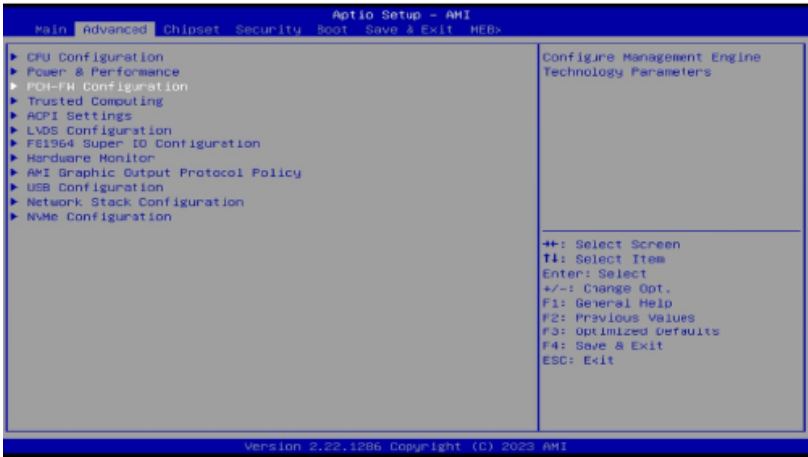 Aptio Setup - AMI
Main Advanced Chipset Security Boot Save & Exit MEBx
CPU Configuration
Power & Performance
PCH-FW Configuration
Trusted Computing
ACPI Settings
LVDS Configuration
F81964 Super IO Configuration
Hardware Monitor
AMI Graphic Output Protocol Policy
USB Configuration
Network Stack Configuration
NVMe Configuration
Configure Management Engine
Technology Parameters
→←: Select Screen
↑↓: Select Item
Enter: Select
+/-: Change Opt.
F1: General Help
F2: Previous Values
F3: Optimized Defaults
F4: Save & Exit
ESC: Exit
Version 2.22.1286 Copyright (C) 2023 AMI